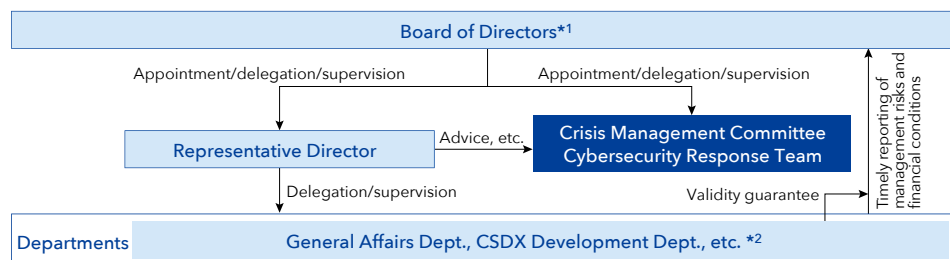 Board of Directors*1
Appointment/delegation/supervision
Appointment/delegation/supervision
Timely reporting of
management risks and
financial conditions
Representative Director
Advice, etc.
Crisis Management Committee
Cybersecurity Response Team
Delegation/supervision
Validity guarantee
Departments
General Affairs Dept., CSDX Development Dept., etc. *2